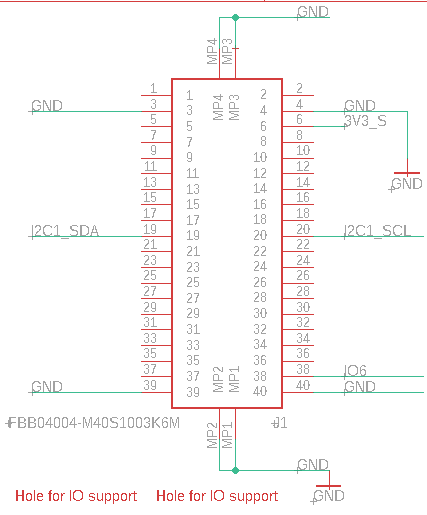 GND
MP4 MP3
1 1 MP4 MP3 2 2
GND 3 3 4 4 GND
5 5 6 6 3V3_S
7 7 8 8
9 9 10 10
11 11 12 12 GND
13 13 14 14
15 15 16 16
17 17 18 18
I2C1_SDA 19 19 20 20 I2C1_SCL
21 21 22 22
23 23 24 24
25 25 26 26
27 27 28 28
29 29 30 30
31 31 32 32
33 33 34 34
35 35 36 36
37 37 MP2 MP1 38 38 IO6
GND 39 39 40 40 GND
FBB04004-M40S1003K6M J1
MP2 MP1
GND
Hole for IO support Hole for IO support GND